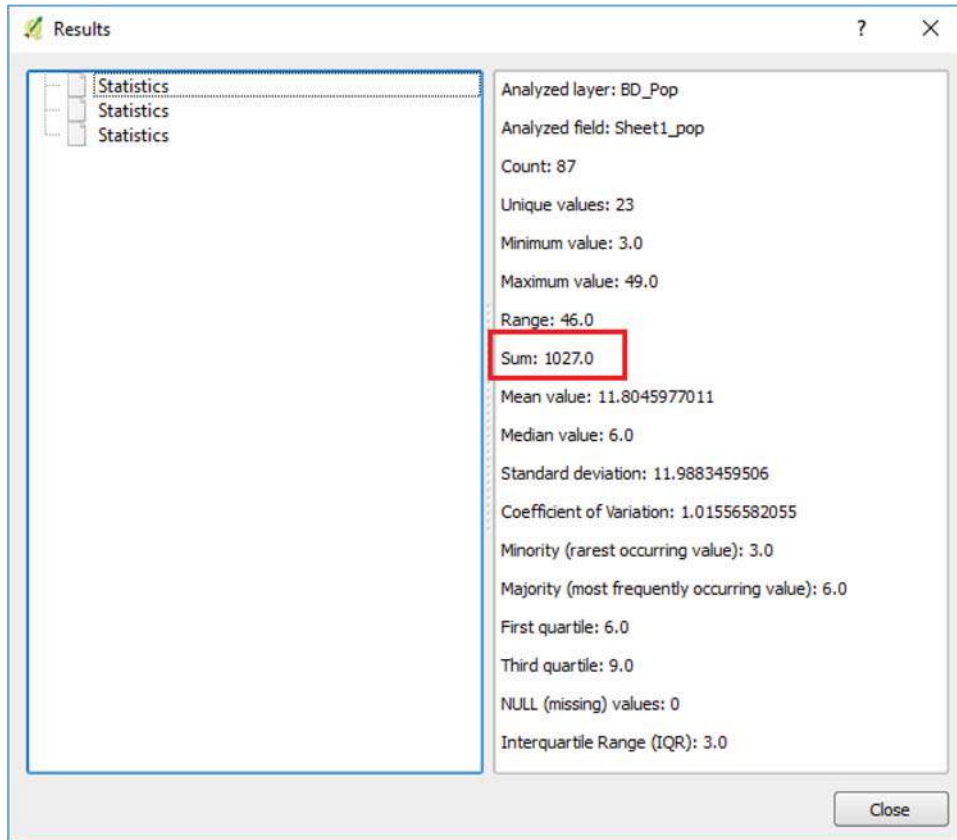 Results
?
Statistics
Statistics
Statistics
Analyzed layer: BD_Pop
Analyzed field: Sheet1_pop
Count: 87
Unique values: 23
Minimum value: 3.0
Maximum value: 49.0
Range: 46.0
Sum: 1027.0
Mean value: 11.8045977011
Median value: 6.0
Standard deviation: 11.9883459506
Coefficient of Variation: 1.01556582055
Minority (rarest occurring value): 3.0
Majority (most frequently occurring value): 6.0
First quartile: 6.0
Third quartile: 9.0
NULL (missing) values: 0
Interquartile Range (IQR): 3.0
Close